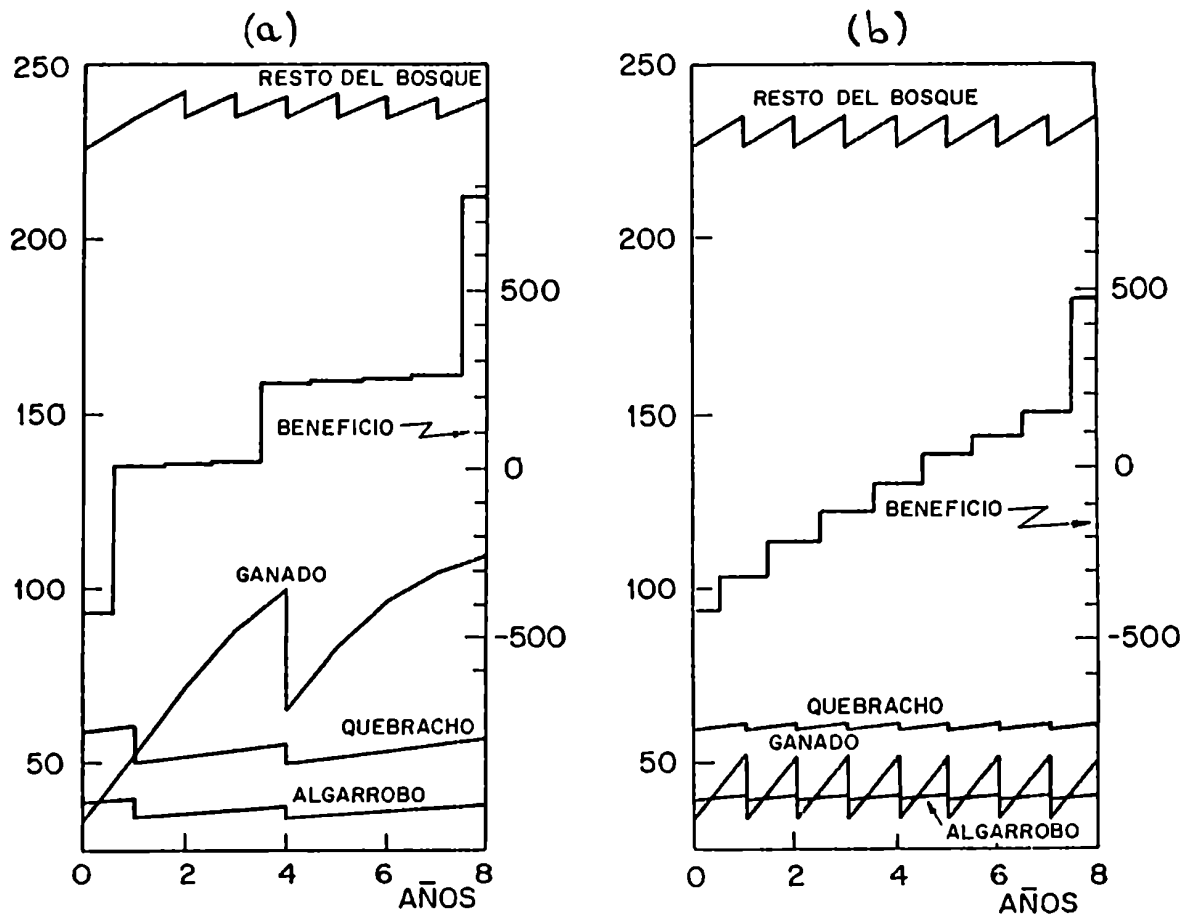 (a)
250
RESTO DEL BOSQUE
200
500
150
BENEFICIO
0
100
GANADO
-500
QUEBRACHO
50
ALGARROBO
0 2 4 6 8
AÑOS
(b)
250
RESTO DEL BOSQUE
200
500
150
0
BENEFICIO
100
-500
QUEBRACHO
GANADO
50
ALGARROBO
0 2 4 6 8
AÑOS